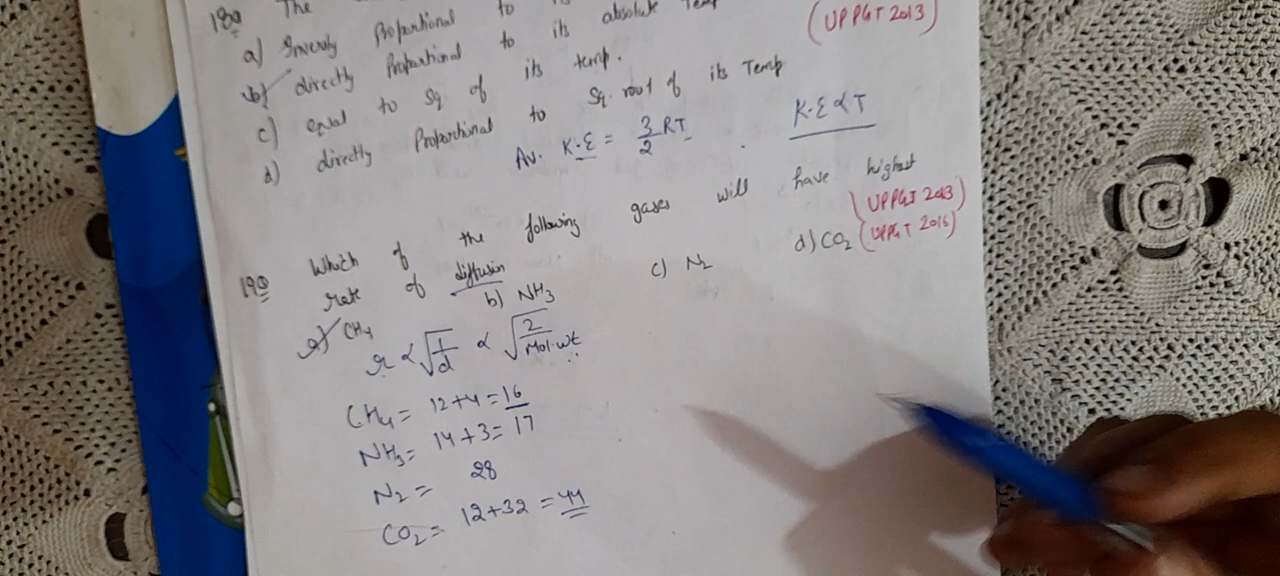 18Q The
a) Inversly Proportional to its absolute Temp
b) directly Proportional to its absolute Temp (UPPGT 2013)
c) equal to Sq of its temp.
d) directly Proportional to Sq. root of its Temp
Av. K.E = 3/2 RT. K.E ∝ T
19Q Which of the following gases will have highest
rate of diffusion (UPPGT 2013)
a) CH4 b) NH3 c) N2 d) CO2 (UPPGT 2016)
r ∝ √1/d ∝ √2/Mol.wt
CH4 = 12+4 = 16
NH3 = 14+3 = 17
N2 = 28
CO2 = 12+32 = 44